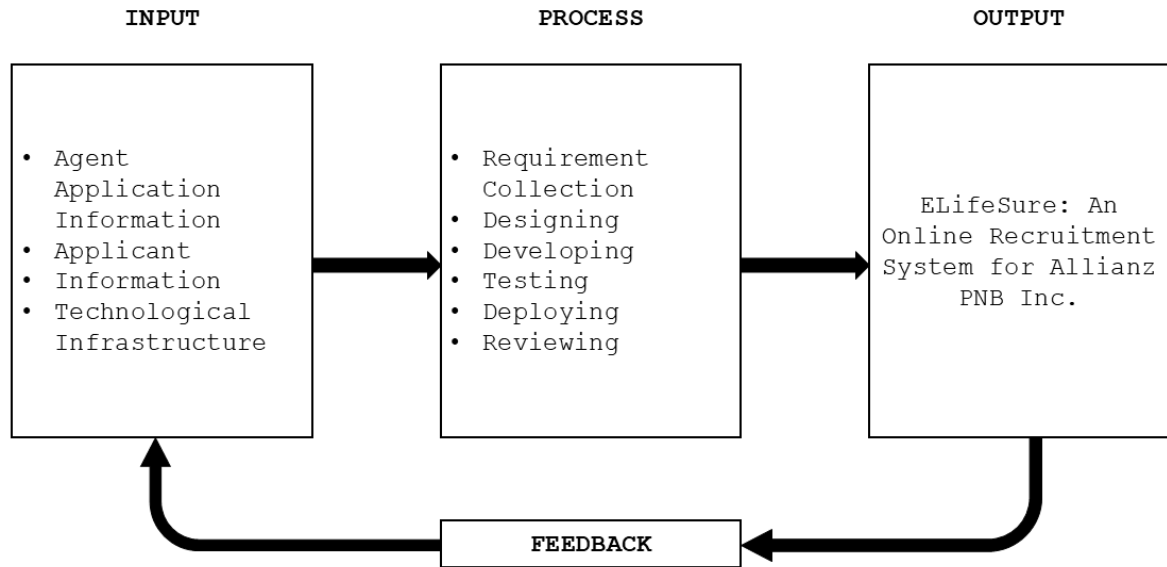 INPUT
PROCESS
OUTPUT
• Agent
Application
Information
• Applicant
• Information
• Technological
Infrastructure
• Requirement
Collection
• Designing
• Developing
• Testing
• Deploying
• Reviewing
ELifeSure: An
Online Recruitment
System for Allianz
PNB Inc.
FEEDBACK